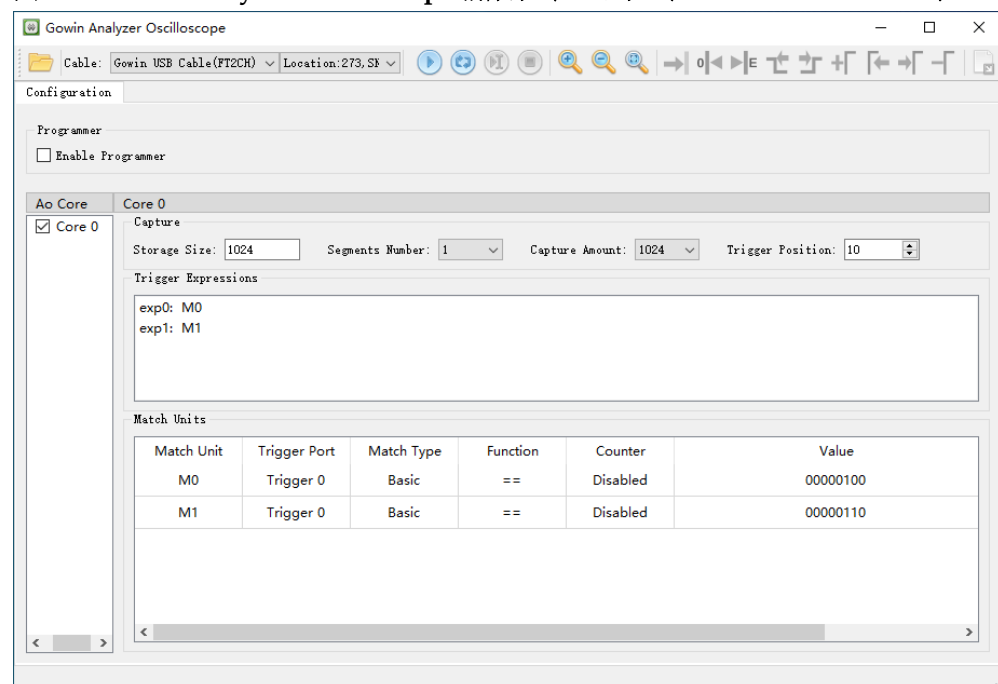 Gowin Analyzer Oscilloscope
Cable: Gowin USB Cable(FT2CH) Location:273,SN
Configuration
Programmer
Enable Programmer
Ao Core Core 0
Core 0
Capture
Storage Size: 1024 Segments Number: 1 Capture Amount: 1024 Trigger Position: 10
Trigger Expressions
exp0: M0
exp1: M1
Match Units
Match Unit Trigger Port Match Type Function Counter Value
M0 Trigger 0 Basic == Disabled 00000100
M1 Trigger 0 Basic == Disabled 00000110